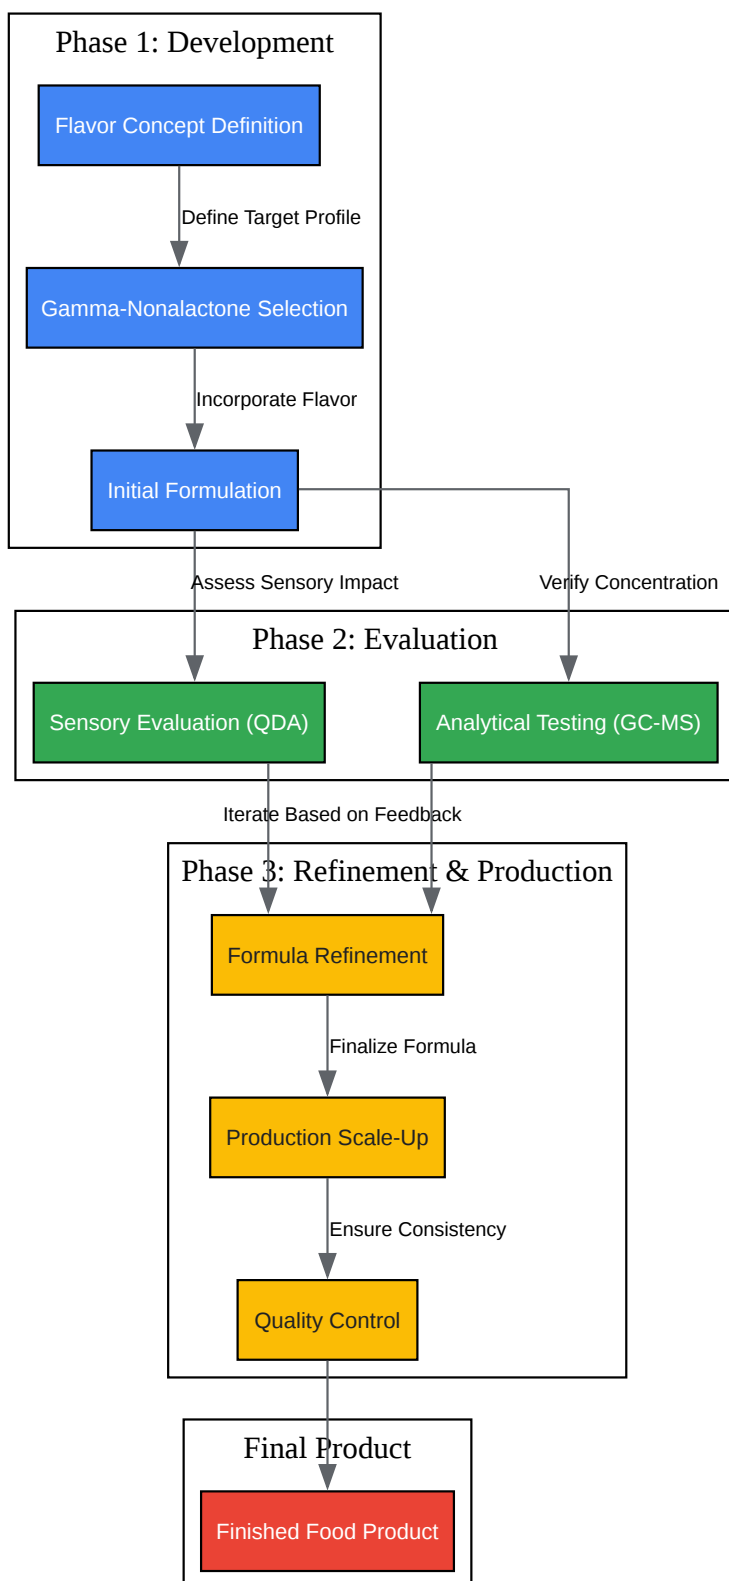 Phase 1: Development
Flavor Concept Definition
Define Target Profile
Gamma-Nonalactone Selection
Incorporate Flavor
Initial Formulation
Assess Sensory Impact
Verify Concentration
Phase 2: Evaluation
Sensory Evaluation (QDA)
Analytical Testing (GC-MS)
Iterate Based on Feedback
Phase 3: Refinement & Production
Formula Refinement
Finalize Formula
Production Scale-Up
Ensure Consistency
Quality Control
Final Product
Finished Food Product